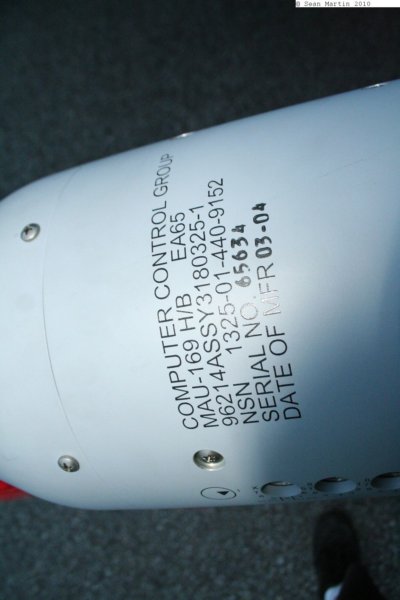 © Sean Martin 2010
COMPUTER CONTROL GROUP
MAU-169 H/B EA65
96214ASSY3180325-1
NSN 1325-01-440-9152
SERIAL NO. 65634
DATE OF MFR 03-04